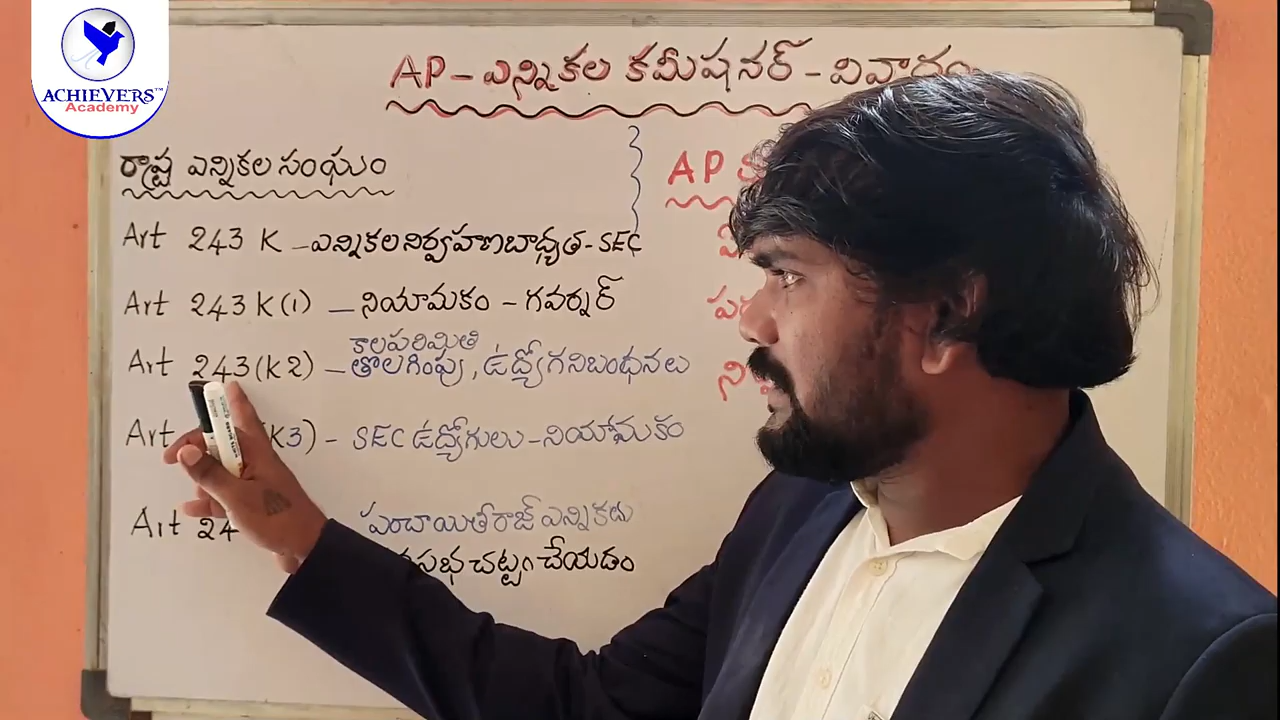 ACHIEVERS™
Academy
AP – ఎన్నికల కమీషనర్ – వివాదం
రాష్ట్ర ఎన్నికల సంఘం
Art 243 K – ఎన్నికల నిర్వహణ బాధ్యత - SEC
Art 243 K(1) – నియామకం – గవర్నర్
కాలపరిమితి
Art 243(K2) – తొలగింపు, ఉద్యోగ నిబంధనలు
Art K3) – SEC ఉద్యోగులు – నియామకం
Art 24 పంచాయితీరాజ్ ఎన్నికలు
సభ చట్టం చేయడం
AP